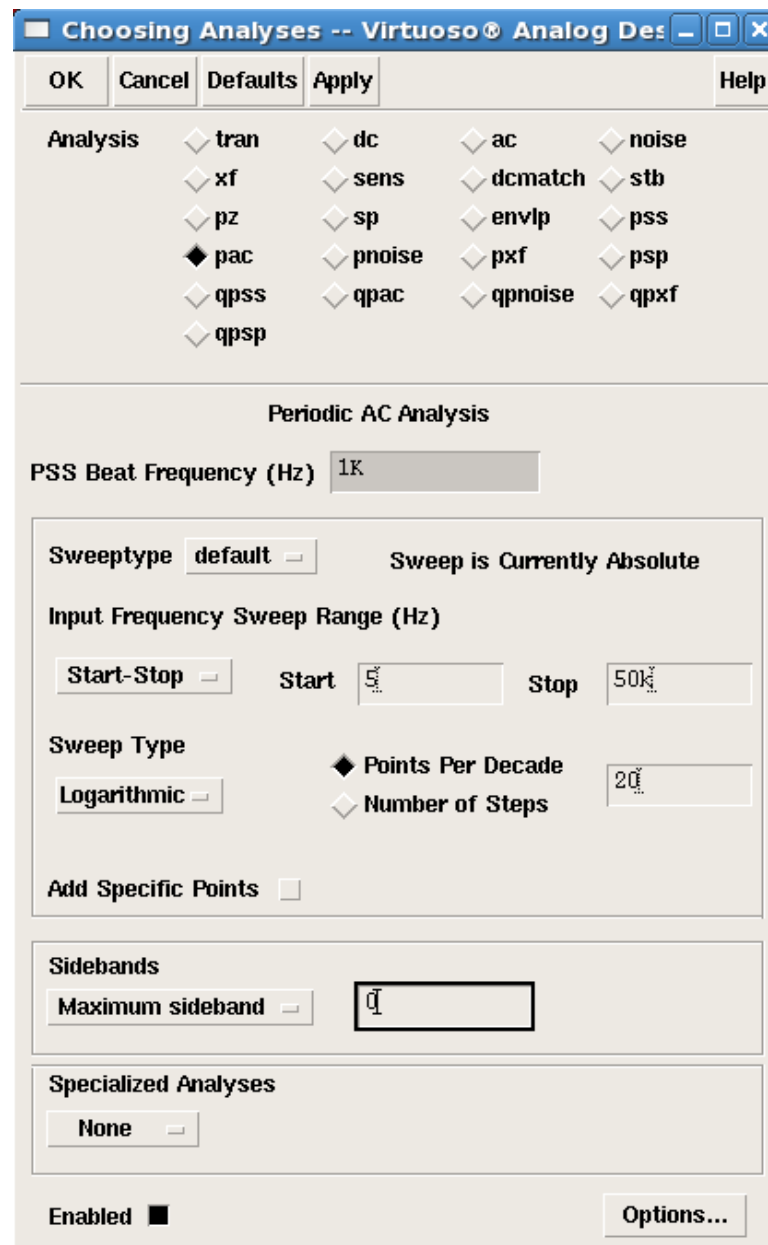 Choosing Analyses -- Virtuoso® Analog Des
OK Cancel Defaults Apply Help
Analysis tran dc ac noise
xf sens dcmatch stb
pz sp envlp pss
pac pnoise pxf psp
qpss qpac qpnoise qpxf
qpsp
Periodic AC Analysis
PSS Beat Frequency (Hz) 1K
Sweeptype default Sweep is Currently Absolute
Input Frequency Sweep Range (Hz)
Start-Stop Start 5 Stop 50k
Sweep Type
Points Per Decade
Logarithmic 20
Number of Steps
Add Specific Points
Sidebands
Maximum sideband 0
Specialized Analyses
None
Enabled Options...